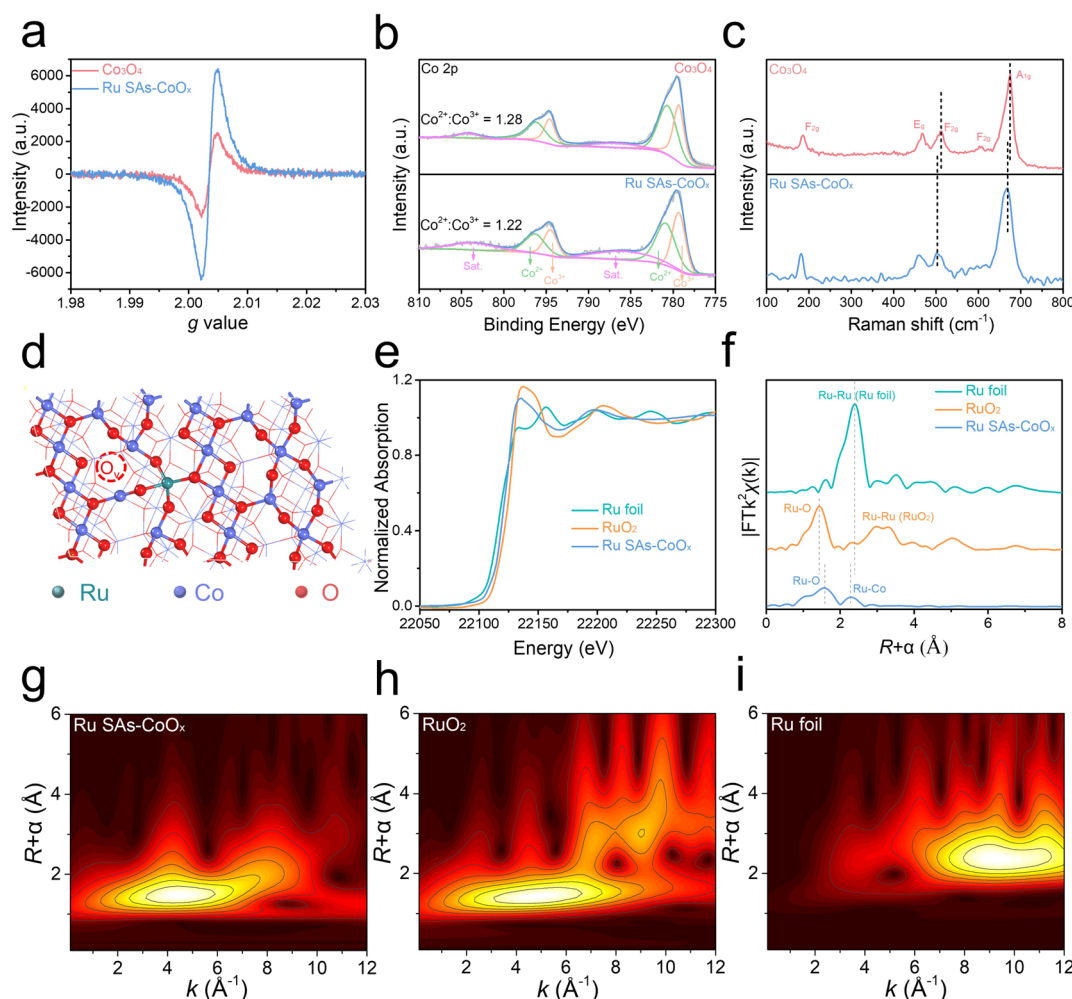 a
Co₃O₄
Ru SAs-CoOₓ
Intensity (a.u.)
6000
4000
2000
0
-2000
-4000
-6000
1.98 1.99 2.00 2.01 2.02 2.03
g value
b
Co 2p
Co₃O₄
Co²⁺:Co³⁺ = 1.28
Ru SAs-CoOₓ
Co²⁺:Co³⁺ = 1.22
Sat.
Co²⁺
Co³⁺
Sat.
Co²⁺
Co³⁺
Intensity (a.u.)
810 805 800 795 790 785 780 775
Binding Energy (eV)
c
Co₃O₄
A₁g
F₂g
Eg
F₂g
F₂g
Ru SAs-CoOₓ
Intensity (a.u.)
100 200 300 400 500 600 700 800
Raman shift (cm⁻¹)
d
Oᵥ
Ru
Co
O
e
Normalized Absorption
1.2
0.8
0.4
0.0
Ru foil
RuO₂
Ru SAs-CoOₓ
22050 22100 22150 22200 22250 22300
Energy (eV)
f
|FTk²χ(k)|
Ru-Ru (Ru foil)
Ru foil
RuO₂
Ru SAs-CoOₓ
Ru-O
Ru-Ru (RuO₂)
Ru-O
Ru-Co
0 2 4 6 8
R+α (Å)
g
Ru SAs-CoOₓ
R+α (Å)
6
4
2
2 4 6 8 10 12
k (Å⁻¹)
h
RuO₂
R+α (Å)
6
4
2
2 4 6 8 10 12
k (Å⁻¹)
i
Ru foil
R+α (Å)
6
4
2
2 4 6 8 10 12
k (Å⁻¹)